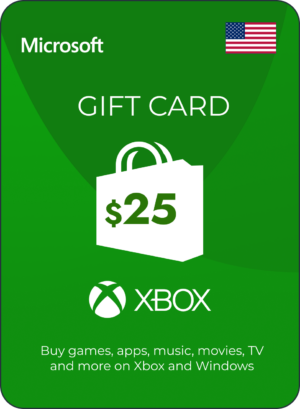 Microsoft
GIFT CARD
$25
XBOX
Buy games, apps, music, movies, TV
and more on Xbox and Windows